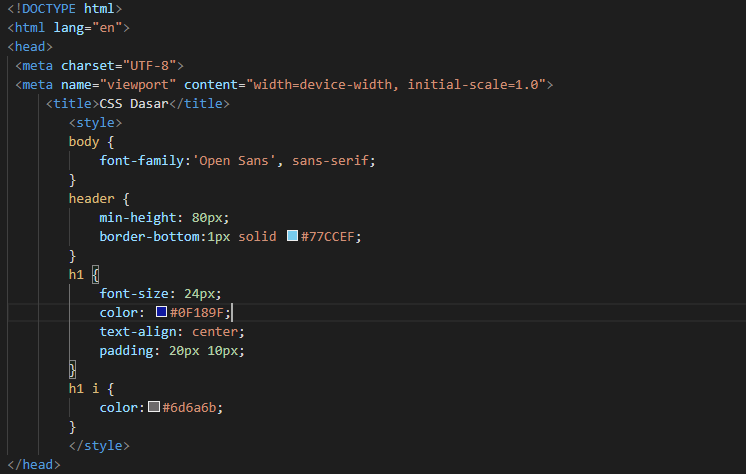 <!DOCTYPE html>
<html lang="en">
<head>
<meta charset="UTF-8">
<meta name="viewport" content="width=device-width, initial-scale=1.0">
<title>CSS Dasar</title>
<style>
body {
font-family:'Open Sans', sans-serif;
}
header {
min-height: 80px;
border-bottom:1px solid #77CCEF;
}
h1 {
font-size: 24px;
color: #0F189F;
text-align: center;
padding: 20px 10px;
}
h1 i {
color:#6d6a6b;
}
</style>
</head>